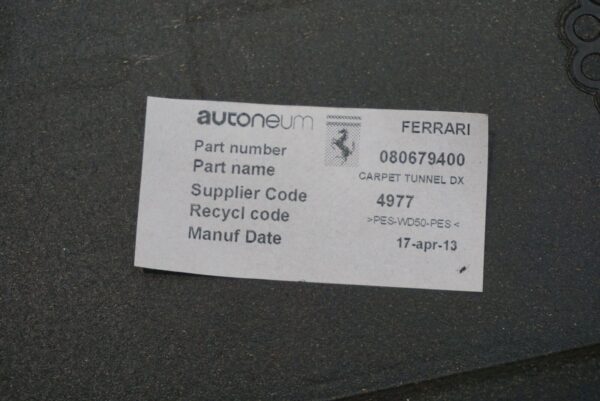 autoneum FERRARI
Part number 080679400
Part name CARPET TUNNEL DX
Supplier Code 4977
Recycl code >PES-WD50-PES<
Manuf Date 17-apr-13